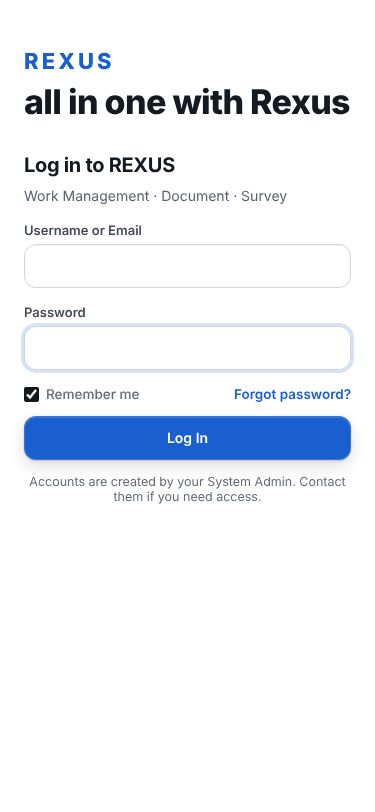 REXUS
all in one with Rexus
Log in to REXUS
Work Management · Document · Survey
Username or Email
Password
Remember me
Forgot password?
Log In
Accounts are created by your System Admin. Contact
them if you need access.